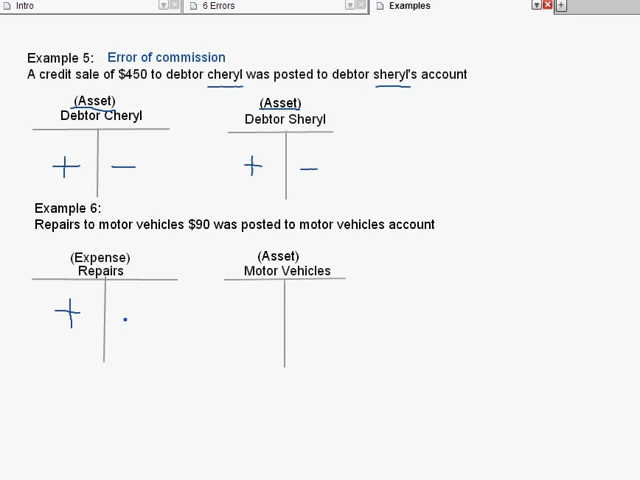 Intro
6 Errors
Examples
Example 5: Error of commission
A credit sale of $450 to debtor cheryl was posted to debtor sheryl's account
(Asset)
Debtor Cheryl
(Asset)
Debtor Sheryl
+ −
+ −
Example 6:
Repairs to motor vehicles $90 was posted to motor vehicles account
(Expense)
Repairs
(Asset)
Motor Vehicles
+